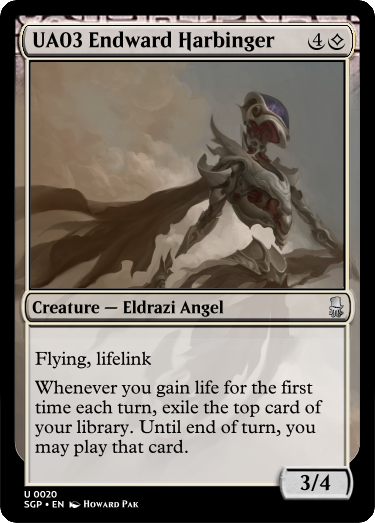 UA03 Endward Harbinger 4
Creature — Eldrazi Angel
Flying, lifelink
Whenever you gain life for the first
time each turn, exile the top card of
your library. Until end of turn, you
may play that card.
3/4
U 0020
SGP • EN Howard Pak